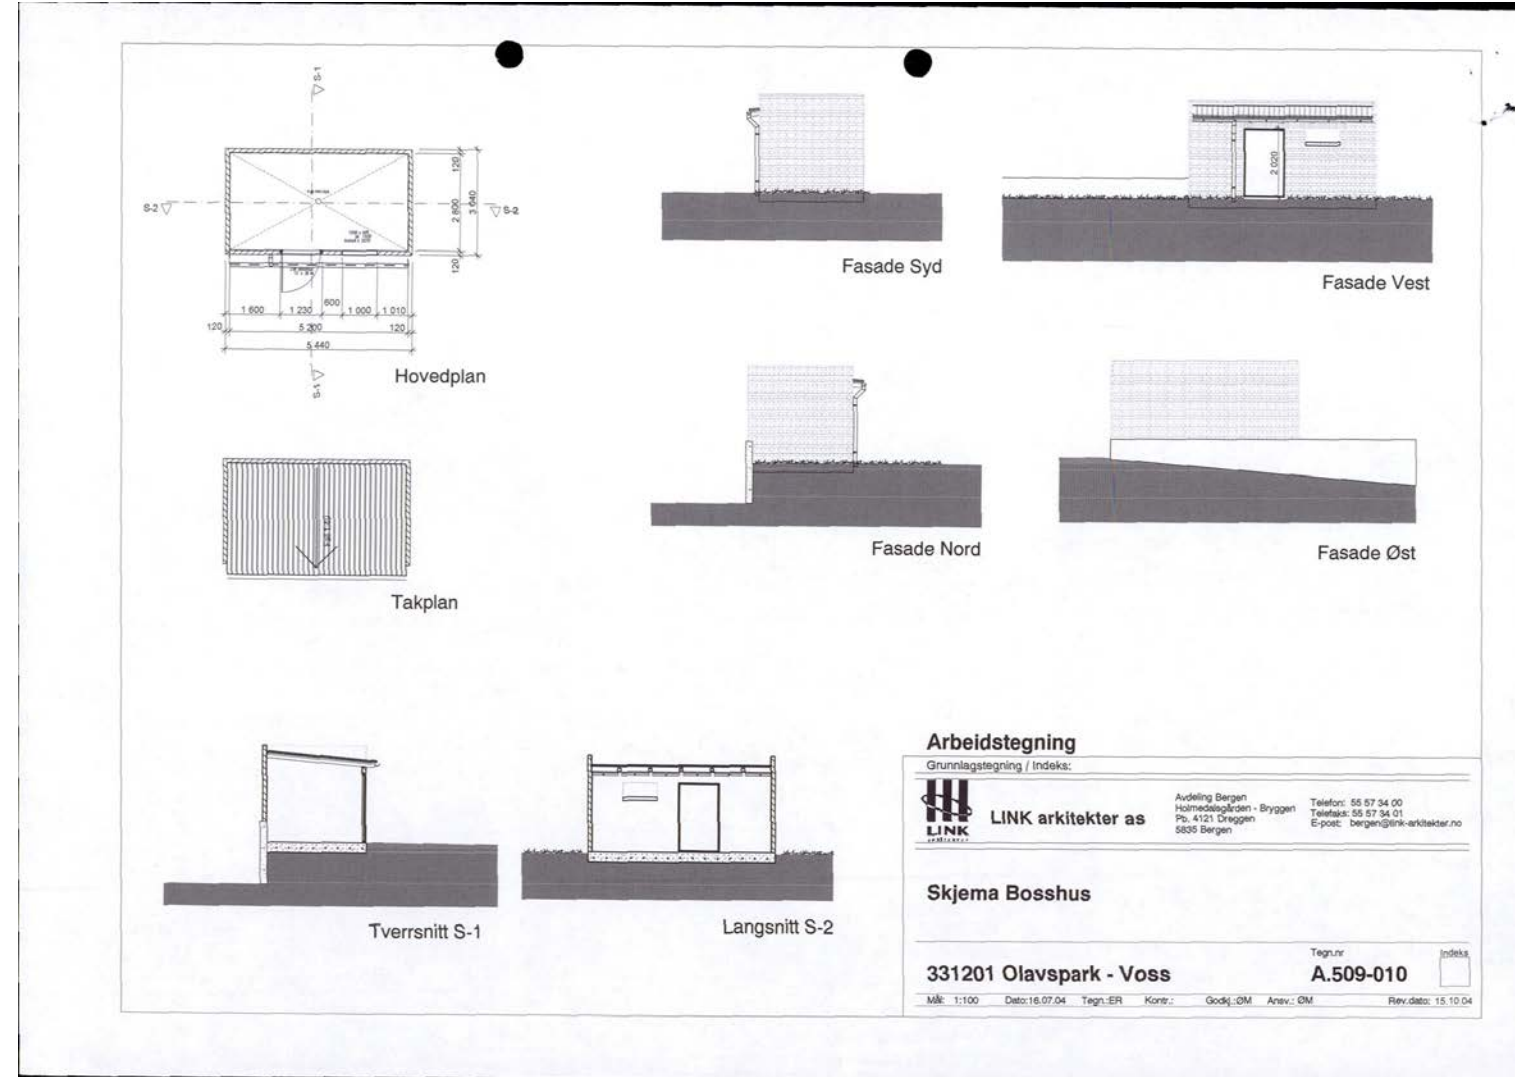 S-1
120
2 800
3 040
S-2
S-2
120
600
1 600
1 230
1 000
1 010
120
5 200
120
5 440
S-1
Hovedplan
Fasade Syd
2 020
Fasade Vest
Fasade Nord
Fasade Øst
Fall 1:40
Takplan
Tverrsnitt S-1
Langsnitt S-2
Arbeidstegning
Grunnlagstegning / Indeks:
LINK
arkitekter
LINK arkitekter as
Avdeling Bergen
Holmedalsgården - Bryggen
Pb. 4121 Dreggen
5835 Bergen
Telefon: 55 57 34 00
Telefaks: 55 57 34 01
E-post: bergen@link-arkitekter.no
Skjema Bosshus
Tegn.nr
Indeks
331201 Olavspark - Voss
A.509-010
Mål: 1:100 Dato:16.07.04 Tegn.:ER Kontr.: Godkj.:ØM Ansv.: ØM Rev.dato: 15.10.04